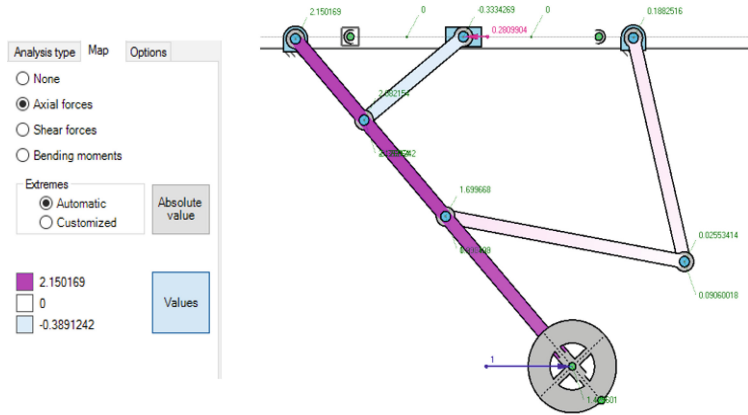 Analysis type Map Options
None
Axial forces
Shear forces
Bending moments
Extremes
Automatic
Customized
Absolute value
2.150169
0
-0.3891242
Values
2.150169
0
-0.3334269
0
0.1882516
0.2809904
1.699668
0.02553414
0.09060018
1